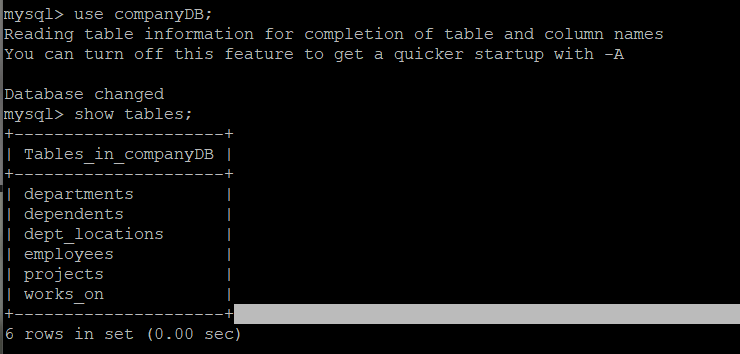 mysql> use companyDB;
Reading table information for completion of table and column names
You can turn off this feature to get a quicker startup with -A
Database changed
mysql> show tables;
+---------------------+
| Tables_in_companyDB |
+---------------------+
| departments         |
| dependents          |
| dept_locations      |
| employees           |
| projects            |
| works_on            |
+---------------------+
6 rows in set (0.00 sec)